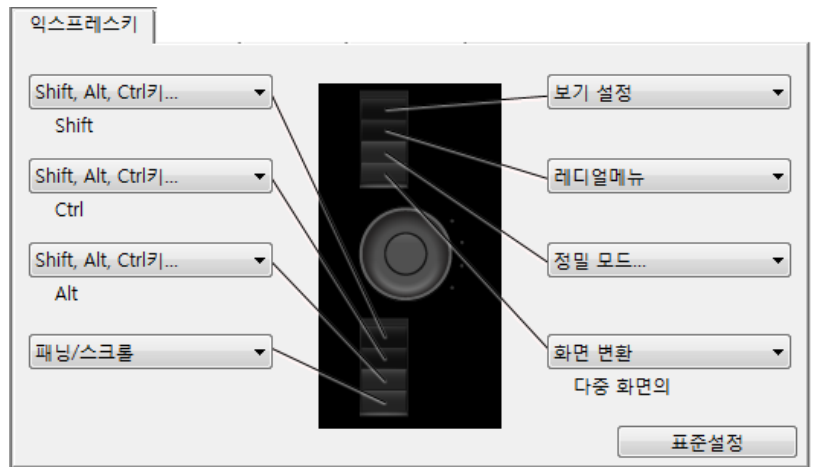 익스프레스키
Shift, Alt, Ctrl키...
Shift
Shift, Alt, Ctrl키...
Ctrl
Shift, Alt, Ctrl키...
Alt
패닝/스크롤
보기 설정
레디얼메뉴
정밀 모드...
화면 변환
다중 화면의
표준설정